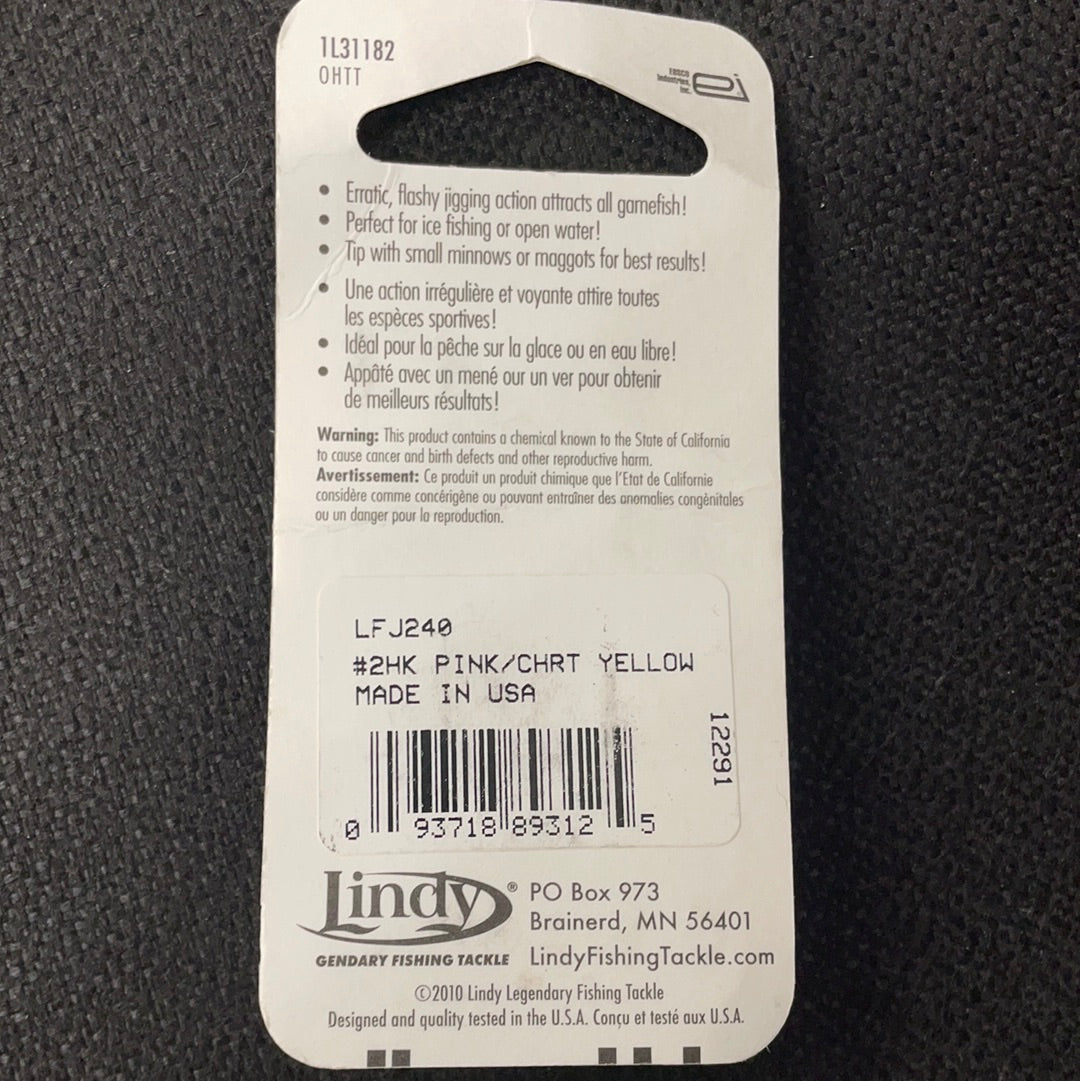 1L31182
OHTT
EBSCO
Industries,
Inc.
ei
• Erratic, flashy jigging action attracts all gamefish!
• Perfect for ice fishing or open water!
• Tip with small minnows or maggots for best results!
• Une action irrégulière et voyante attire toutes
les espèces sportives!
• Idéal pour la pêche sur la glace ou en eau libre!
• Appâté avec un mené our un ver pour obtenir
de meilleurs résultats!
Warning: This product contains a chemical known to the State of California
to cause cancer and birth defects and other reproductive harm.
Avertissement: Ce produit un produit chimique que l'Etat de Californie
considère comme concérigène ou pouvant entraîner des anomalies congènitales
ou un danger pour la reproduction.
LFJ240
#2HK PINK/CHRT YELLOW
MADE IN USA
12291
0 93718 89312 5
Lindy®
GENDARY FISHING TACKLE
PO Box 973
Brainerd, MN 56401
LindyFishingTackle.com
©2010 Lindy Legendary Fishing Tackle
Designed and quality tested in the U.S.A. Conçu et testé aux U.S.A.